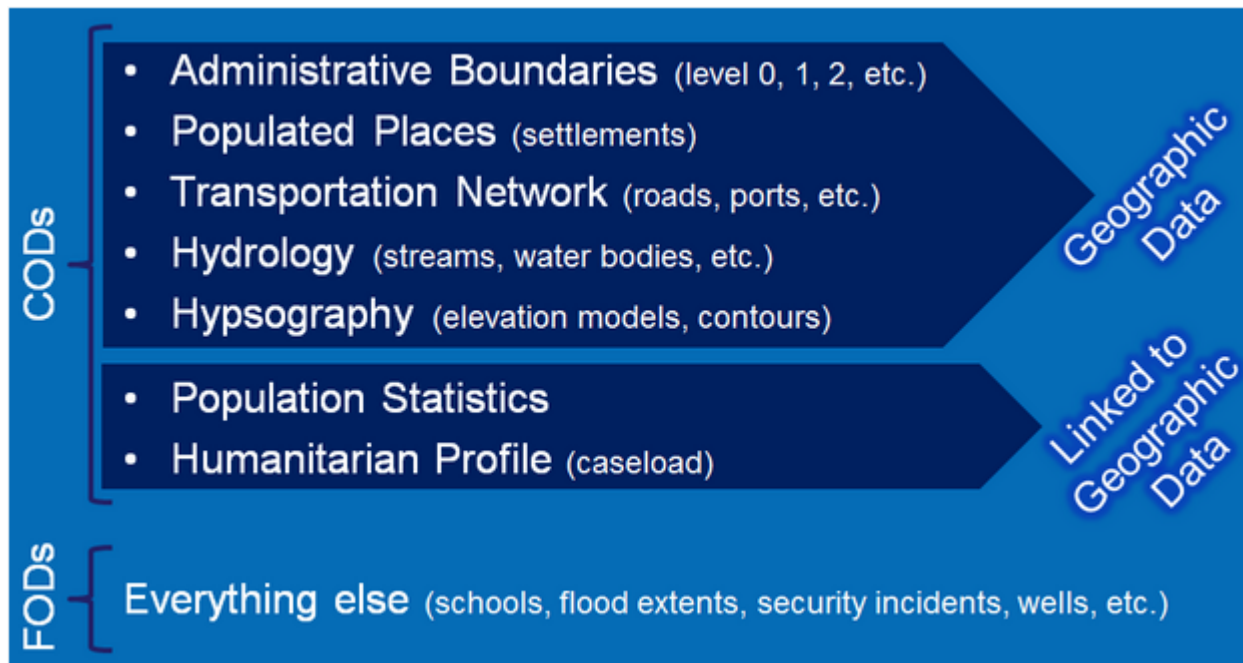 CODs
• Administrative Boundaries (level 0, 1, 2, etc.)
• Populated Places (settlements)
• Transportation Network (roads, ports, etc.)
• Hydrology (streams, water bodies, etc.)
• Hypsography (elevation models, contours)
Geographic
Data
• Population Statistics
• Humanitarian Profile (caseload)
Linked to
Geographic
Data
FODs
Everything else (schools, flood extents, security incidents, wells, etc.)